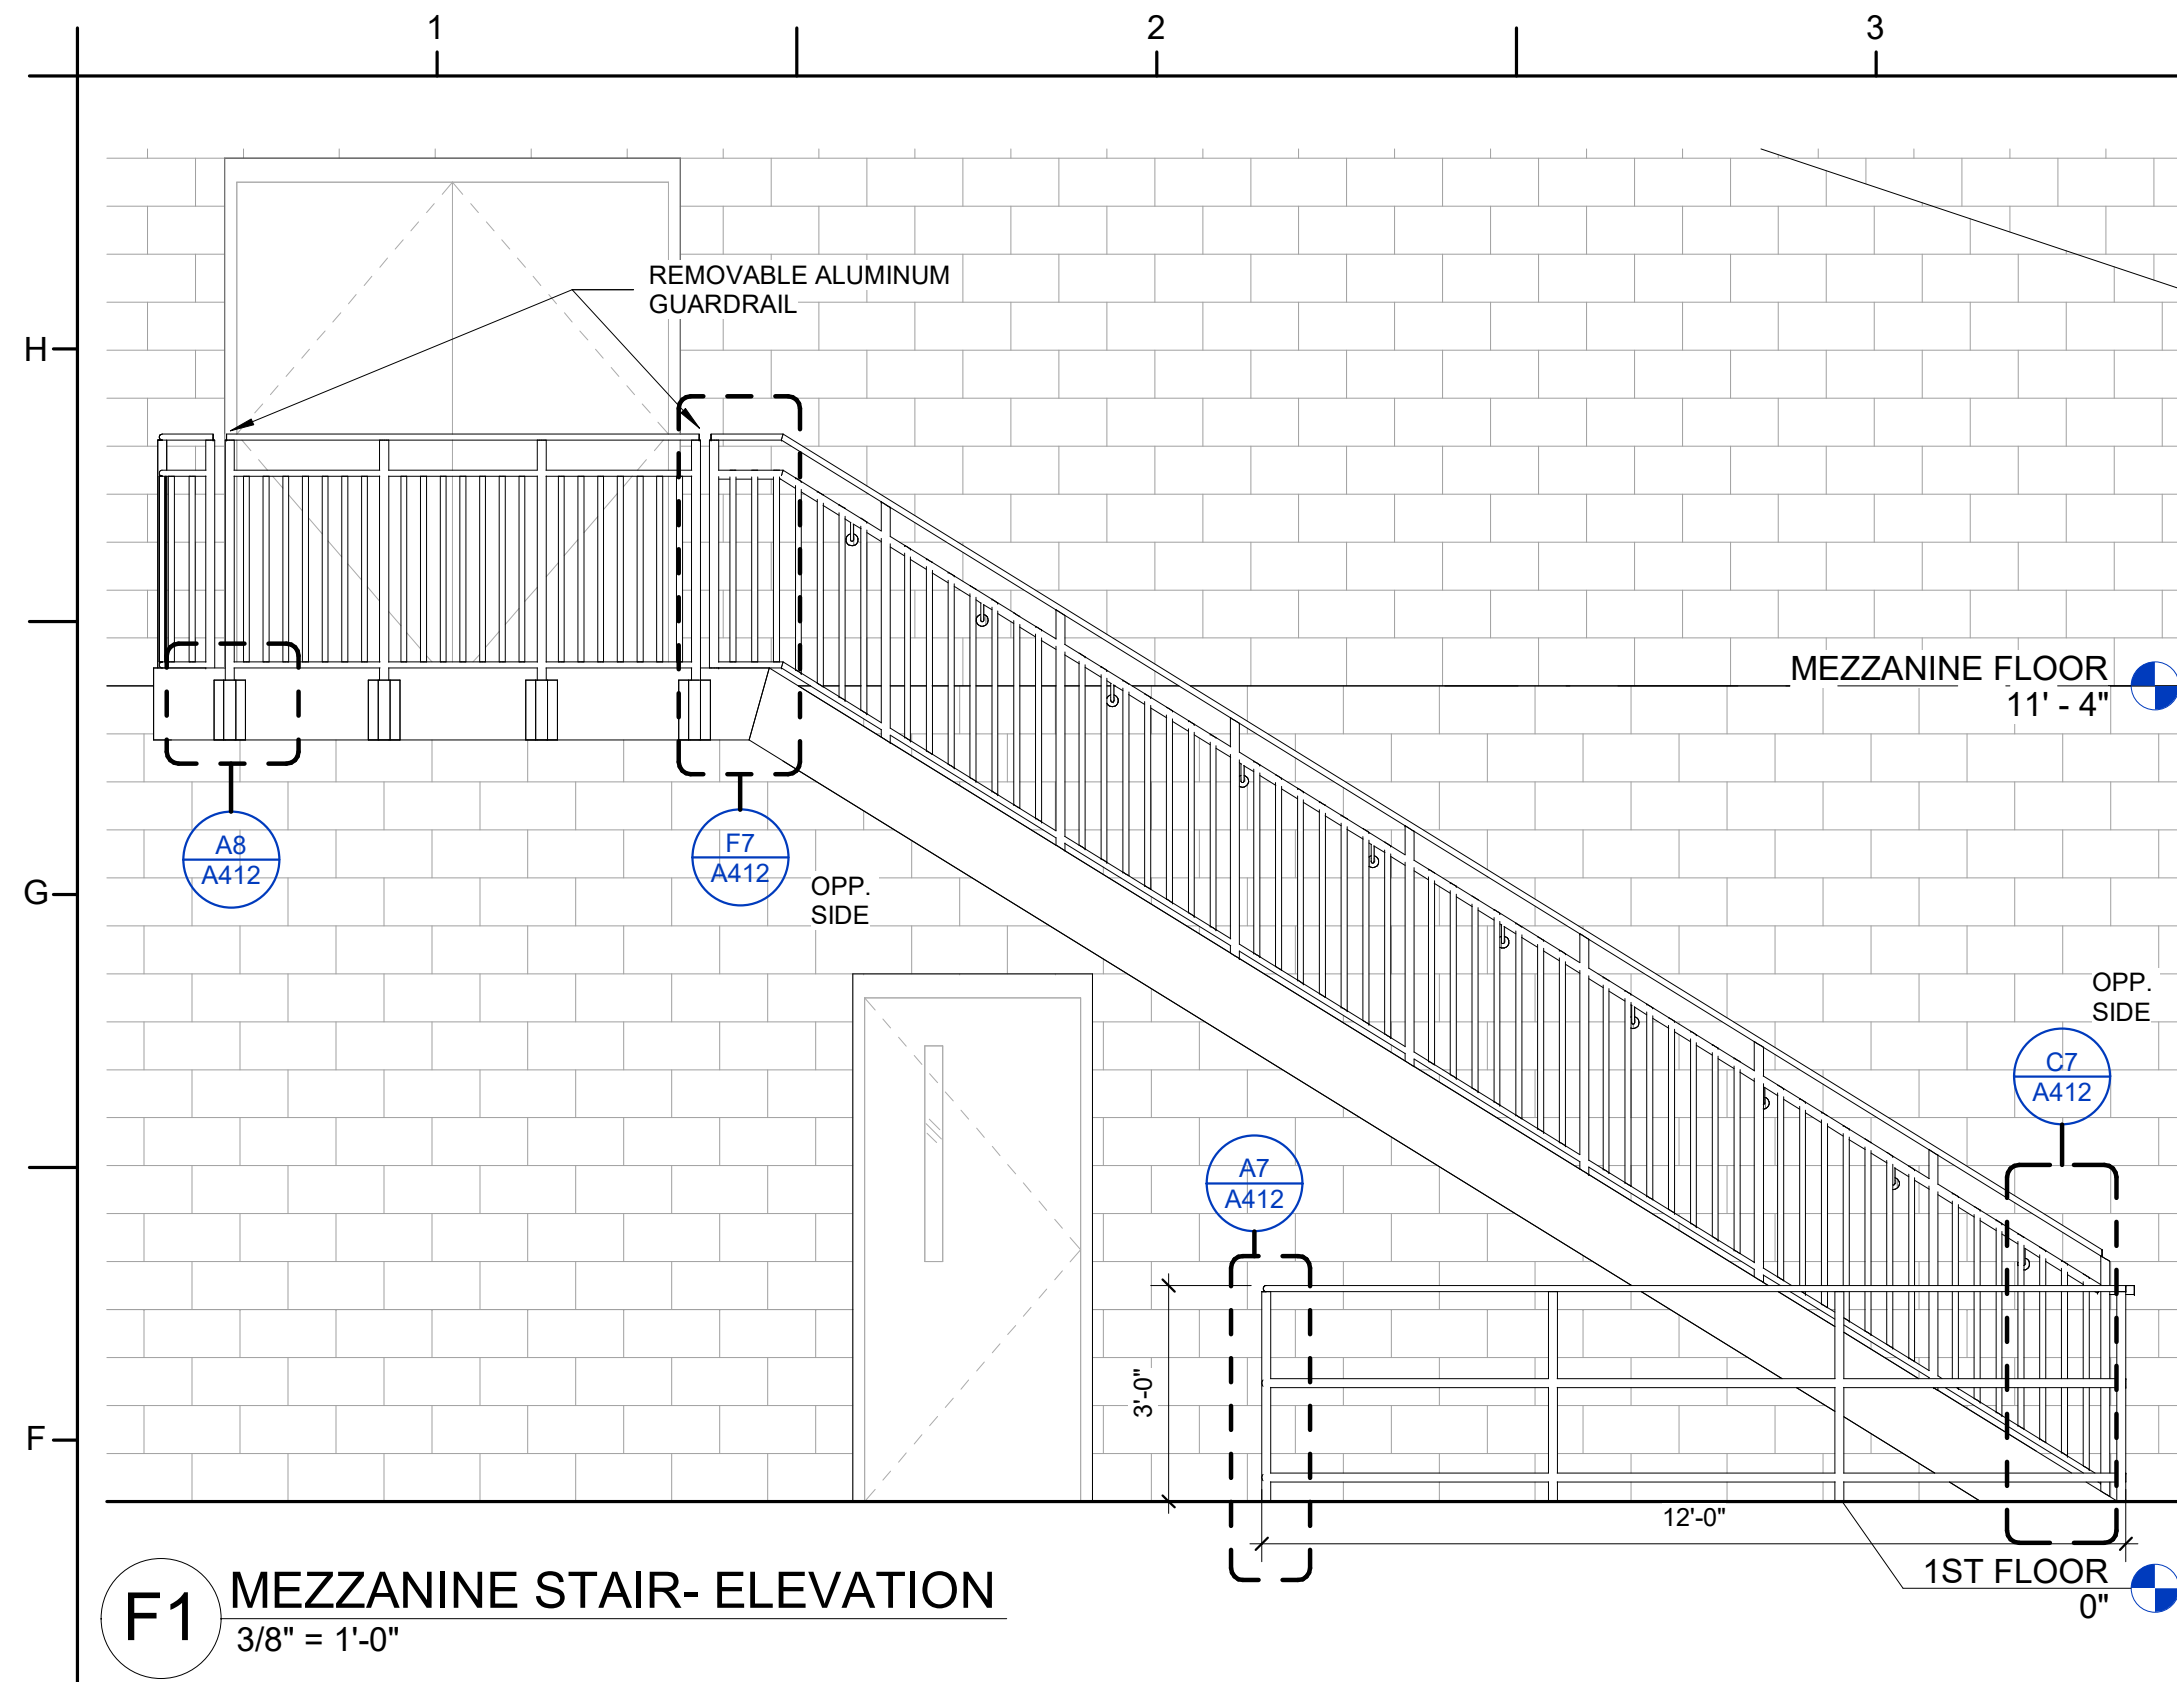 1
2
3
REMOVABLE ALUMINUM
GUARDRAIL
H
MEZZANINE FLOOR
11' - 4"
A8
A412
F7
A412
OPP.
SIDE
G
OPP.
SIDE
C7
A412
A7
A412
3'-0"
F
12'-0"
1ST FLOOR
0"
F1
MEZZANINE STAIR- ELEVATION
3/8" = 1'-0"